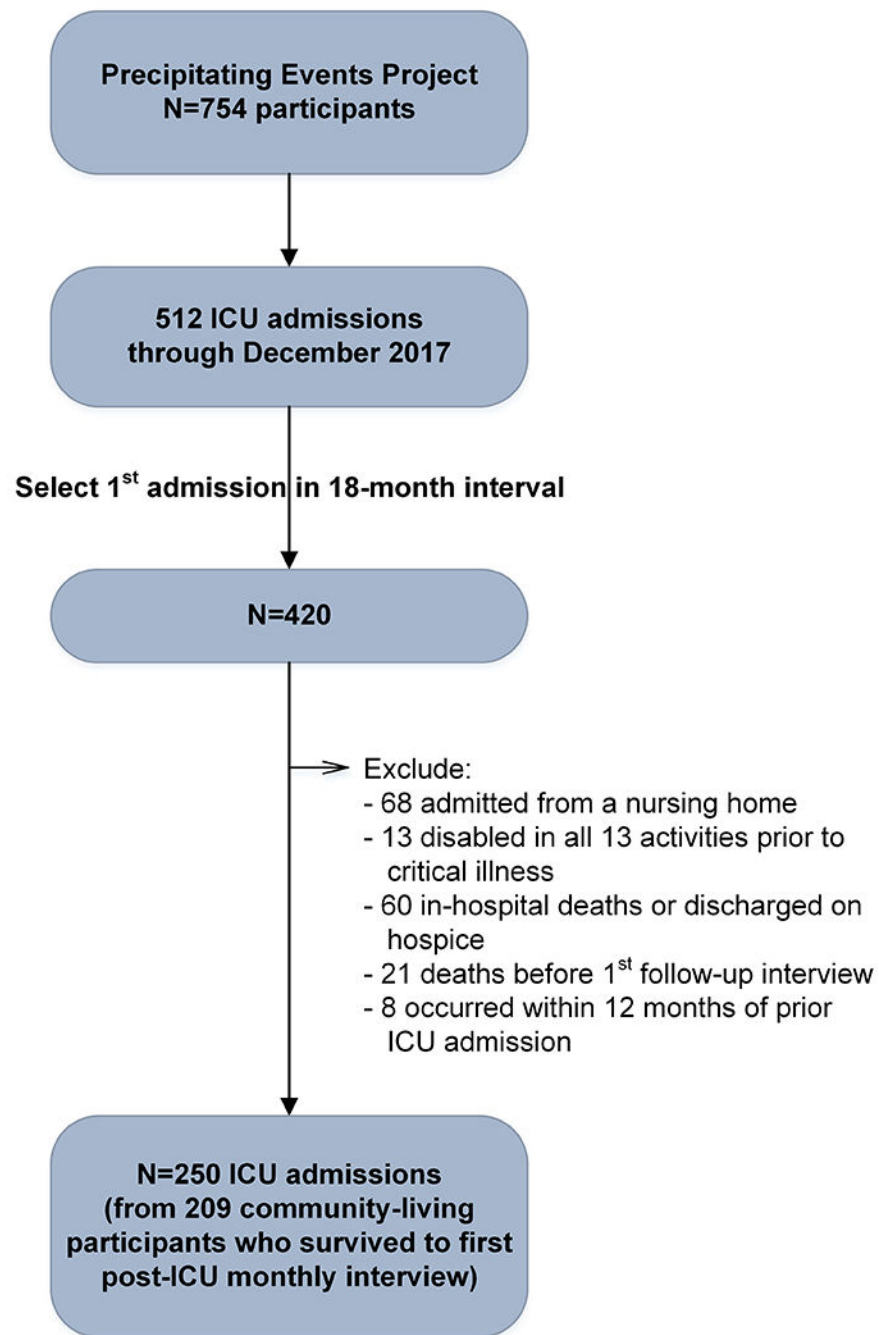 Precipitating Events Project
N=754 participants
512 ICU admissions
through December 2017
Select 1st admission in 18-month interval
N=420
Exclude:
- 68 admitted from a nursing home
- 13 disabled in all 13 activities prior to
critical illness
- 60 in-hospital deaths or discharged on
hospice
- 21 deaths before 1st follow-up interview
- 8 occurred within 12 months of prior
ICU admission
N=250 ICU admissions
(from 209 community-living
participants who survived to first
post-ICU monthly interview)